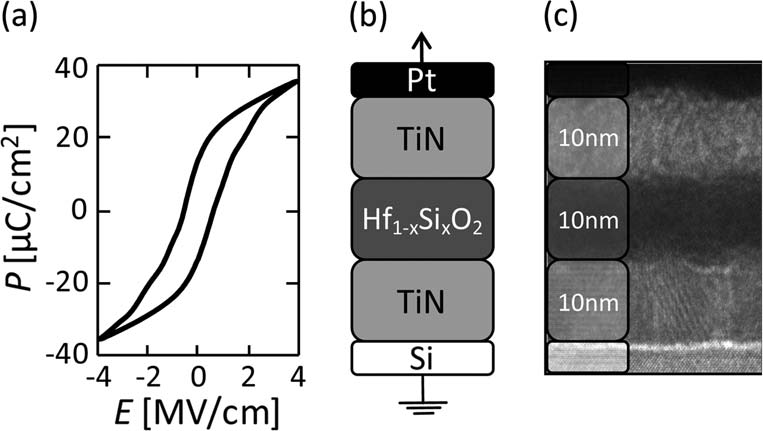 (a)
(b)
(c)
40
20
0
-20
-40
-4
-2
0
2
4
P [μC/cm²]
E [MV/cm]
Pt
TiN
Hf₁₋ₓSiₓO₂
TiN
Si
10nm
10nm
10nm